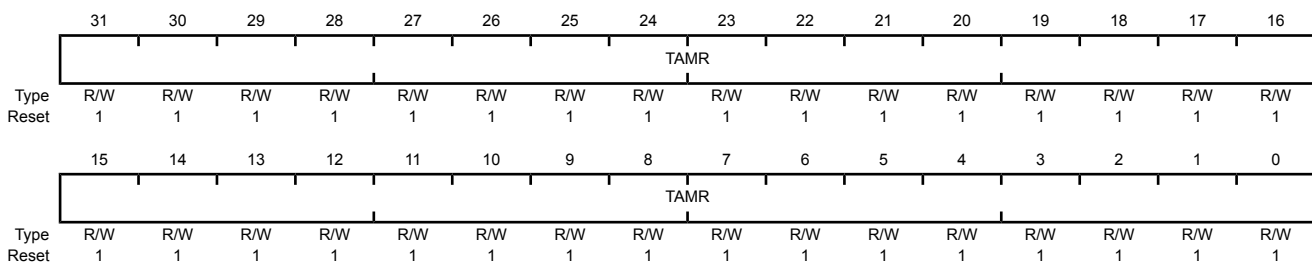 31 30 29 28 27 26 25 24 23 22 21 20 19 18 17 16
TAMR
Type R/W R/W R/W R/W R/W R/W R/W R/W R/W R/W R/W R/W R/W R/W R/W R/W
Reset 1 1 1 1 1 1 1 1 1 1 1 1 1 1 1 1
15 14 13 12 11 10 9 8 7 6 5 4 3 2 1 0
TAMR
Type R/W R/W R/W R/W R/W R/W R/W R/W R/W R/W R/W R/W R/W R/W R/W R/W
Reset 1 1 1 1 1 1 1 1 1 1 1 1 1 1 1 1